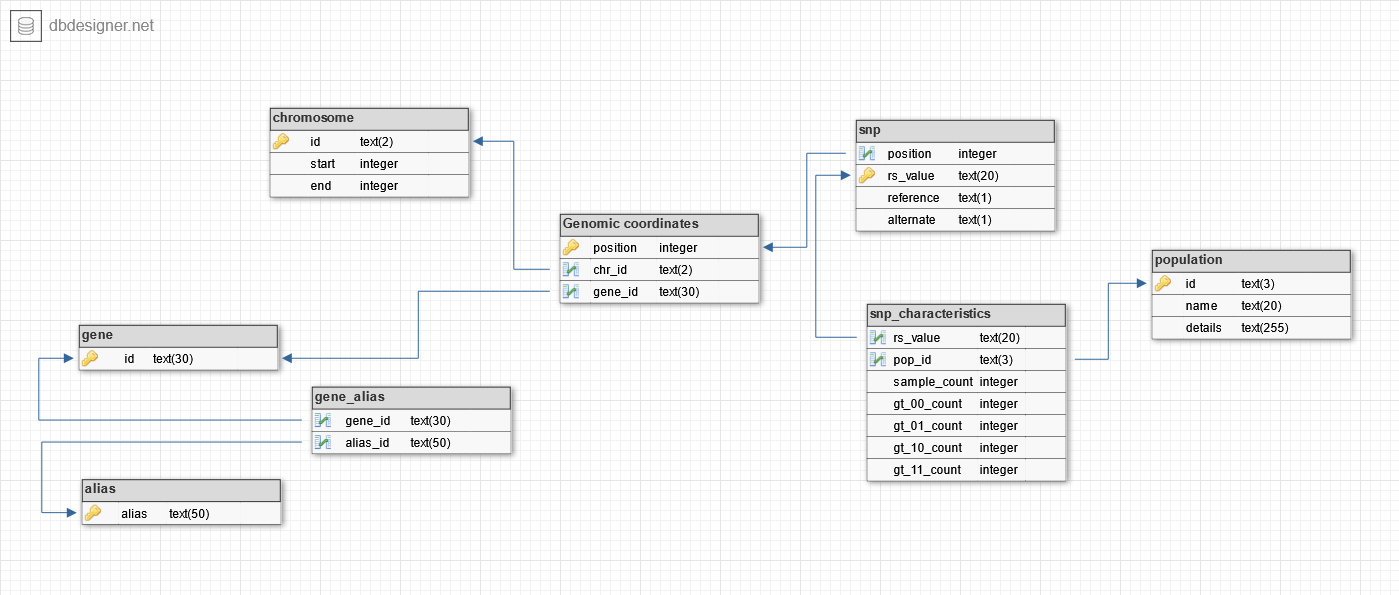 dbdesigner.net
chromosome
id text(2)
start integer
end integer
snp
position integer
rs_value text(20)
reference text(1)
alternate text(1)
Genomic coordinates
position integer
chr_id text(2)
gene_id text(30)
population
id text(3)
name text(20)
details text(255)
snp_characteristics
rs_value text(20)
pop_id text(3)
sample_count integer
gt_00_count integer
gt_01_count integer
gt_10_count integer
gt_11_count integer
gene
id text(30)
gene_alias
gene_id text(30)
alias_id text(50)
alias
alias text(50)